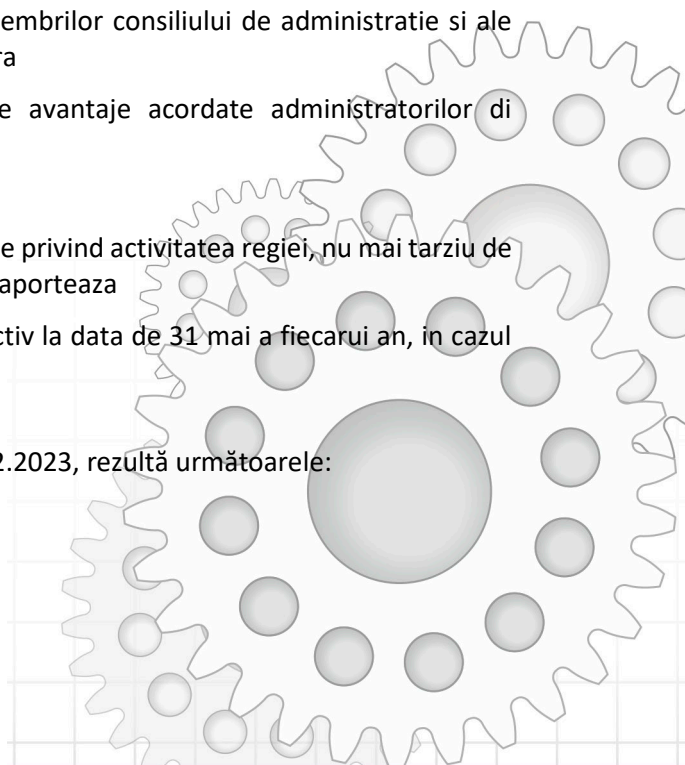 embrilor consiliului de administratie si ale
ra
e avantaje acordate administratorilor di
e privind activitatea regiei, nu mai tarziu de
aporteaza
ctiv la data de 31 mai a fiecarui an, in cazul
2.2023, rezultă următoarele: